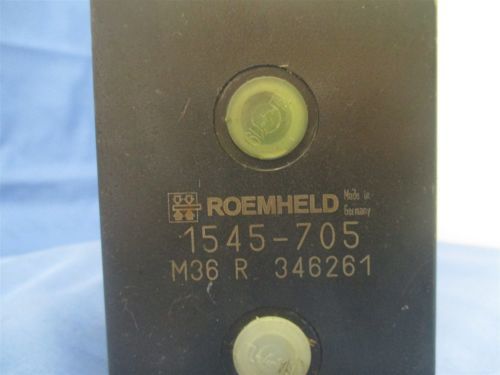 ROEMHELD Made in Germany
1545-705
M36 R 346261